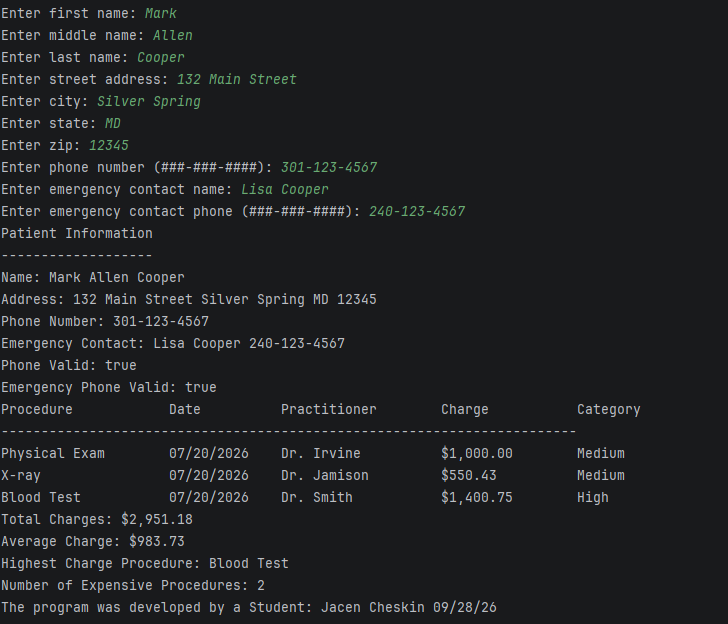 Enter first name: Mark
Enter middle name: Allen
Enter last name: Cooper
Enter street address: 132 Main Street
Enter city: Silver Spring
Enter state: MD
Enter zip: 12345
Enter phone number (###-###-####): 301-123-4567
Enter emergency contact name: Lisa Cooper
Enter emergency contact phone (###-###-####): 240-123-4567
Patient Information
-------------------
Name: Mark Allen Cooper
Address: 132 Main Street Silver Spring MD 12345
Phone Number: 301-123-4567
Emergency Contact: Lisa Cooper 240-123-4567
Phone Valid: true
Emergency Phone Valid: true
Procedure            Date          Practitioner        Charge           Category
------------------------------------------------------------------------
Physical Exam        07/20/2026    Dr. Irvine          $1,000.00        Medium
X-ray                07/20/2026    Dr. Jamison         $550.43          Medium
Blood Test           07/20/2026    Dr. Smith           $1,400.75        High
Total Charges: $2,951.18
Average Charge: $983.73
Highest Charge Procedure: Blood Test
Number of Expensive Procedures: 2
The program was developed by a Student: Jacen Cheskin 09/28/26